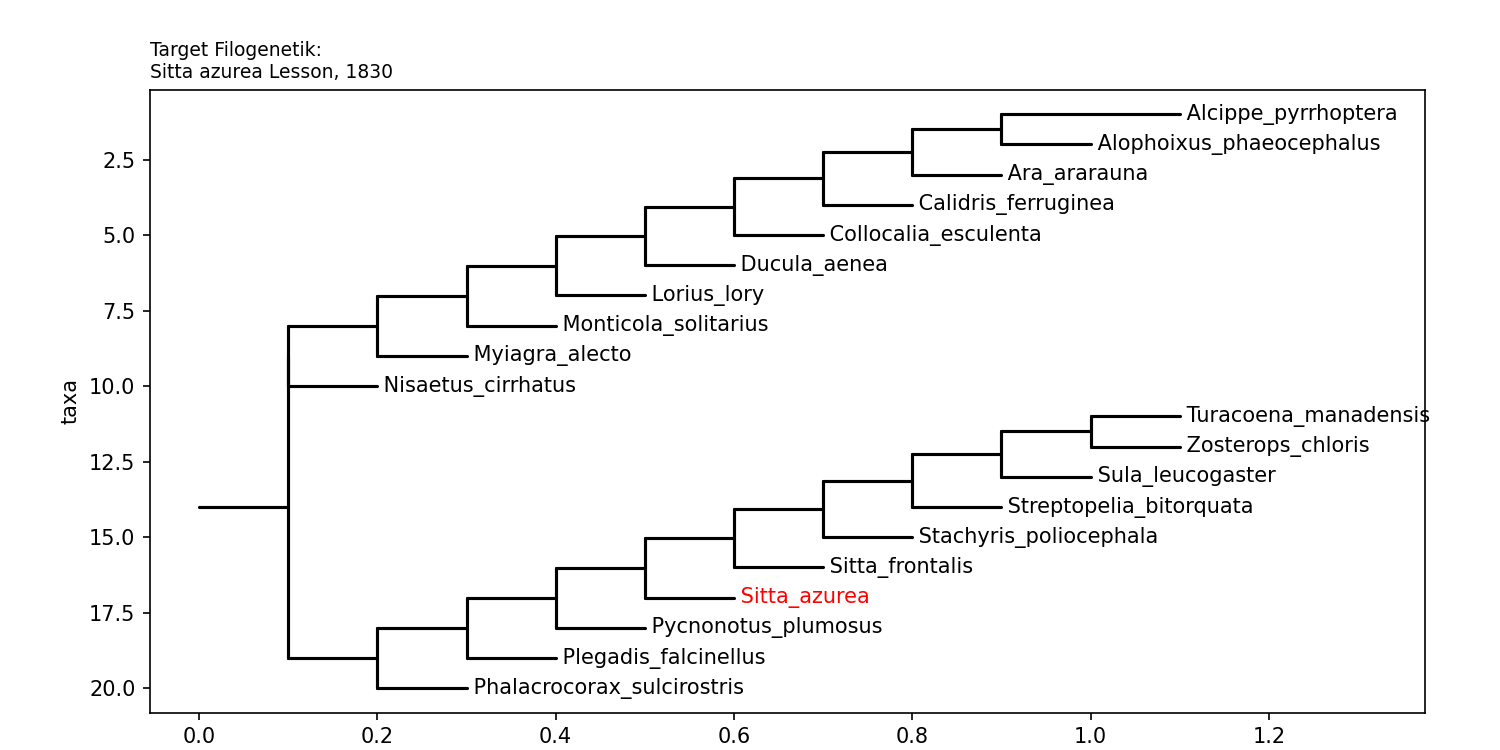 Target Filogenetik:
Sitta azurea Lesson, 1830
Alcippe_pyrrhoptera
Alophoixus_phaeocephalus
2.5
Ara_ararauna
Calidris_ferruginea
5.0
Collocalia_esculenta
Ducula_aenea
Lorius_lory
7.5
Monticola_solitarius
Myiagra_alecto
10.0
Nisaetus_cirrhatus
taxa
Turacoena_manadensis
Zosterops_chloris
12.5
Sula_leucogaster
Streptopelia_bitorquata
15.0
Stachyris_poliocephala
Sitta_frontalis
Sitta_azurea
17.5
Pycnonotus_plumosus
Plegadis_falcinellus
20.0
Phalacrocorax_sulcirostris
0.0 0.2 0.4 0.6 0.8 1.0 1.2